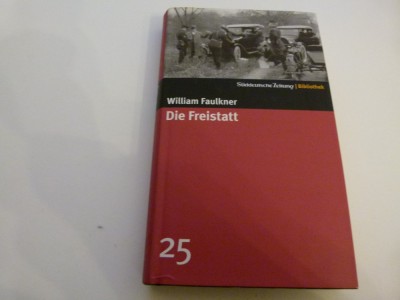 Süddeutsche Zeitung | Bibliothek
William Faulkner
Die Freistatt
25